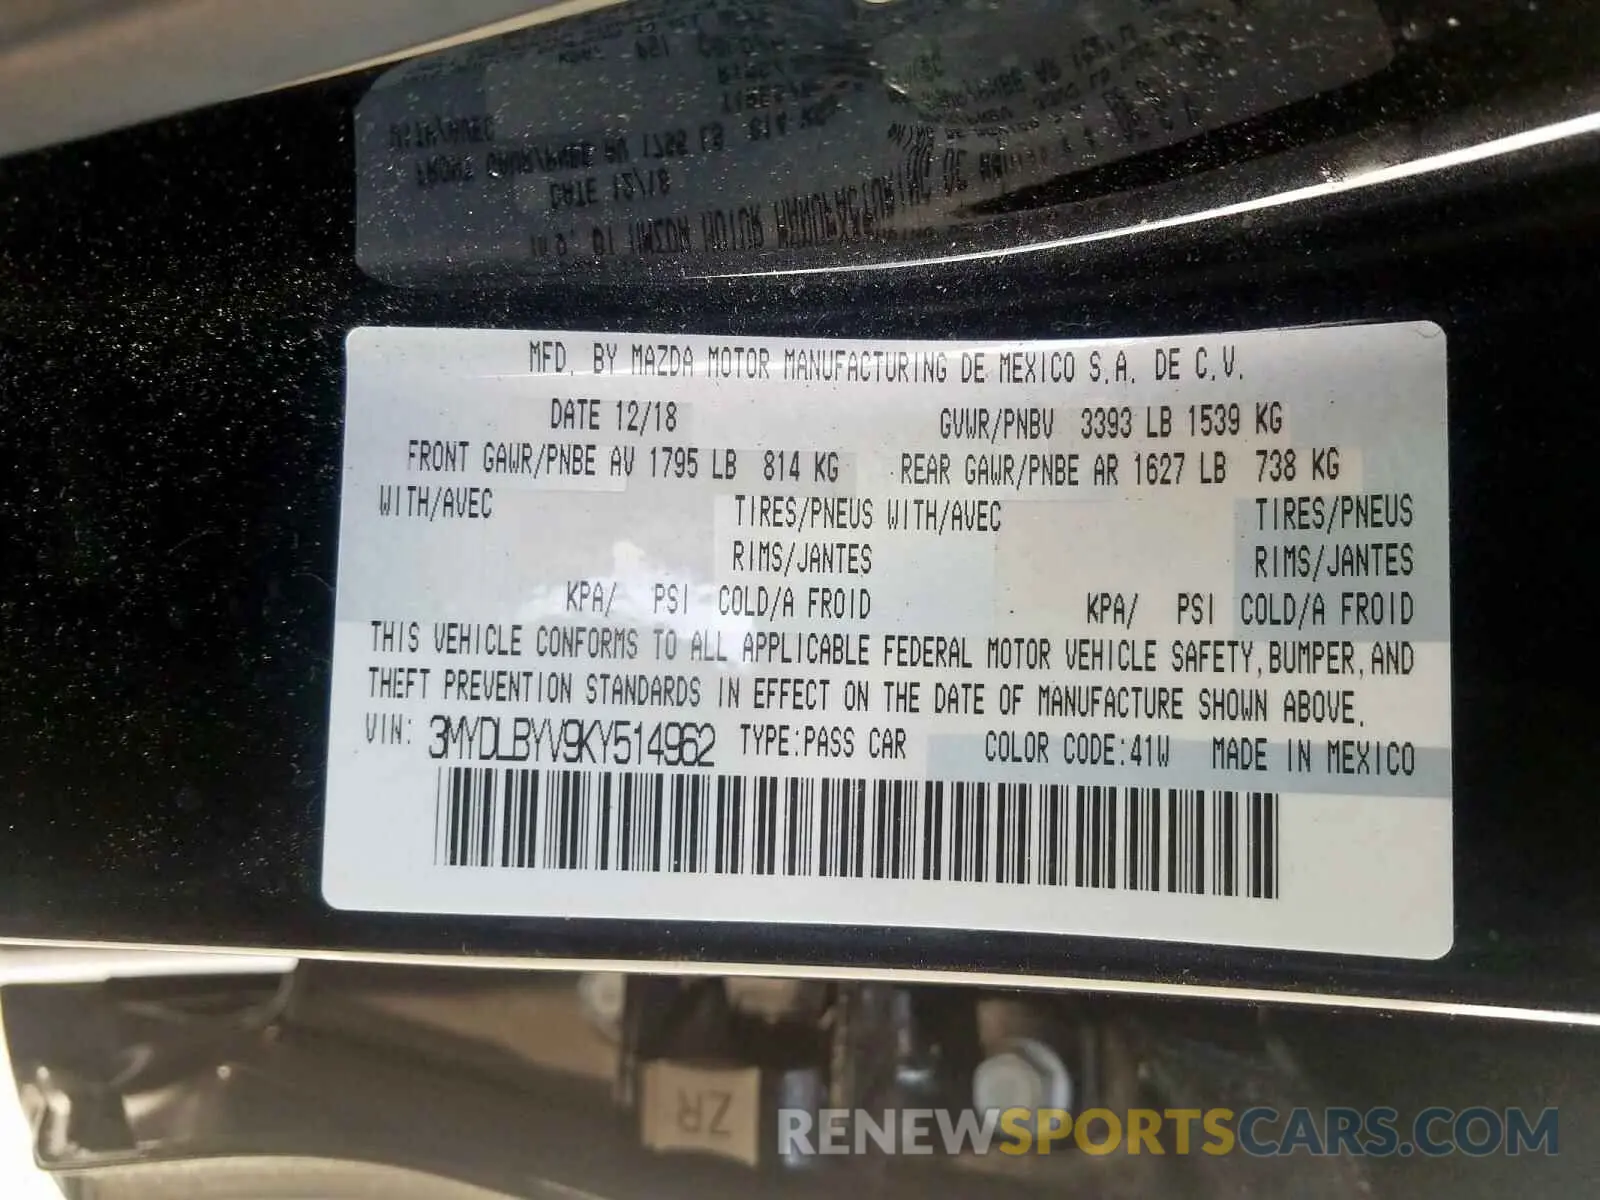 MFD. BY MAZDA MOTOR MANUFACTURING DE MEXICO S.A. DE C.V.
DATE 12/18 GVWR/PNBV 3393 LB 1539 KG
FRONT GAWR/PNBE AV 1795 LB 814 KG REAR GAWR/PNBE AR 1627 LB 738 KG
WITH/AVEC TIRES/PNEUS WITH/AVEC TIRES/PNEUS
RIMS/JANTES RIMS/JANTES
KPA/ PSI COLD/A FROID KPA/ PSI COLD/A FROID
THIS VEHICLE CONFORMS TO ALL APPLICABLE FEDERAL MOTOR VEHICLE SAFETY, BUMPER, AND
THEFT PREVENTION STANDARDS IN EFFECT ON THE DATE OF MANUFACTURE SHOWN ABOVE.
VIN: 3MYDLBYV9KY514962 TYPE:PASS CAR COLOR CODE:41W MADE IN MEXICO
ZR
RENEWSPORTSCARS.COM